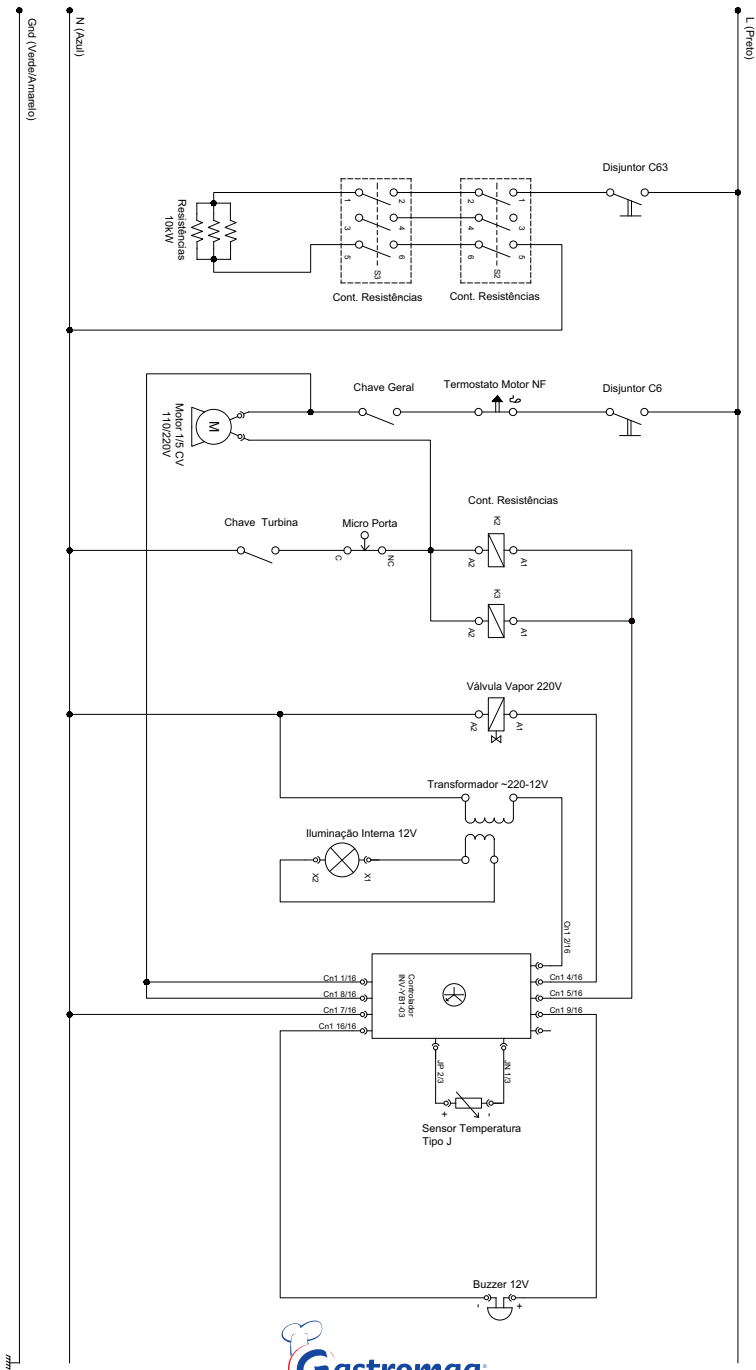 L (Preto)
N (Azul)
Gnd (Verde/Amarelo)
Disjuntor C63
1
2
2
1
3
4
4
3
5
6
6
5
S3
S2
Resistências
10kW
Cont. Resistências
Cont. Resistências
Chave Geral
Termostato Motor NF
Disjuntor C6
M
Motor 1/5 CV
110/220V
Cont. Resistências
K2
A2
A1
Chave Turbina
Micro Porta
C
NC
K3
A2
A1
Válvula Vapor 220V
A2
A1
Transformador ~220-12V
Iluminação Interna 12V
X2
X1
Cn1 2/16
Cn1 1/16
Cn1 8/16
Cn1 7/16
Cn1 16/16
Controlador
INV-YB1-03
Cn1 4/16
Cn1 5/16
Cn1 9/16
JP 2/3
JN 1/3
+
-
Sensor Temperatura
Tipo J
Buzzer 12V
-
+
Gastromaq